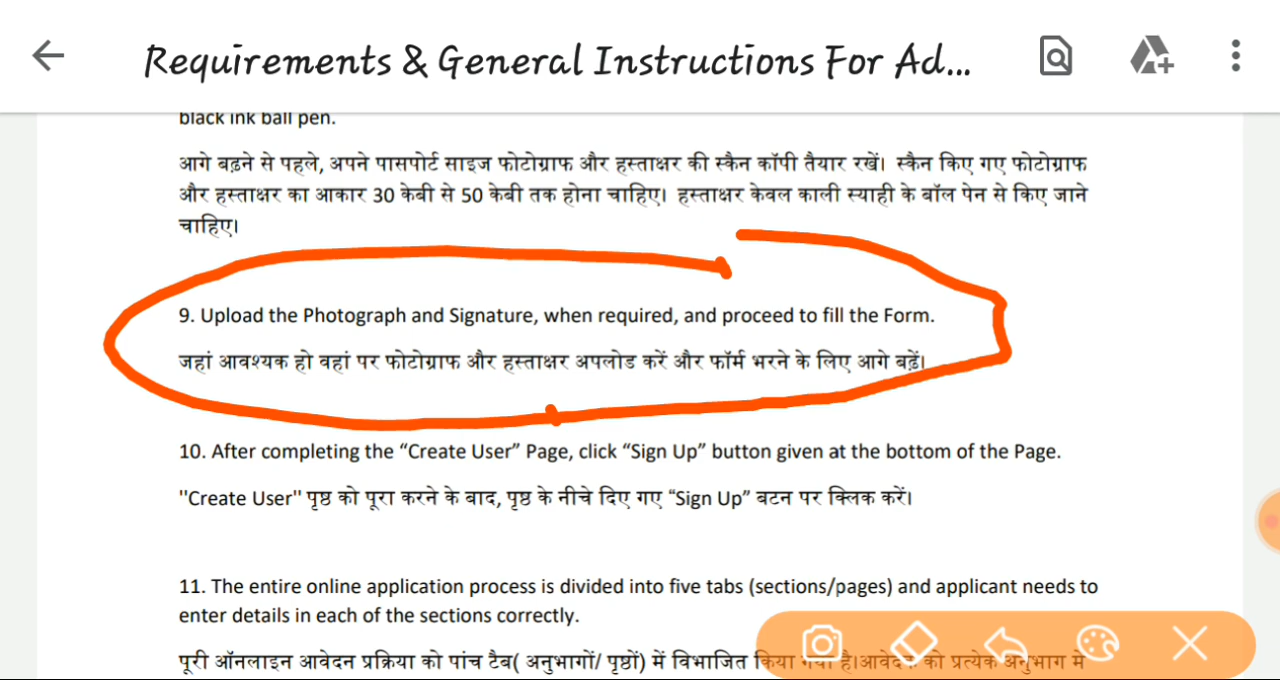 Requirements & General Instructions For Ad...
black ink ball pen.
आगे बढ़ने से पहले, अपने पासपोर्ट साइज फोटोग्राफ और हस्ताक्षर की स्कैन कॉपी तैयार रखें। स्कैन किए गए फोटोग्राफ
और हस्ताक्षर का आकार 30 केबी से 50 केबी तक होना चाहिए। हस्ताक्षर केवल काली स्याही के बॉल पेन से किए जाने
चाहिए।
9. Upload the Photograph and Signature, when required, and proceed to fill the Form.
जहां आवश्यक हो वहां पर फोटोग्राफ और हस्ताक्षर अपलोड करें और फॉर्म भरने के लिए आगे बढ़ें।
10. After completing the “Create User” Page, click “Sign Up” button given at the bottom of the Page.
"Create User" पृष्ठ को पूरा करने के बाद, पृष्ठ के नीचे दिए गए “Sign Up” बटन पर क्लिक करें।
11. The entire online application process is divided into five tabs (sections/pages) and applicant needs to
enter details in each of the sections correctly.
पूरी ऑनलाइन आवेदन प्रक्रिया को पांच टैब( अनुभागों/ पृष्ठों) में विभाजित किया गया है।आवेदक को प्रत्येक अनुभाग में